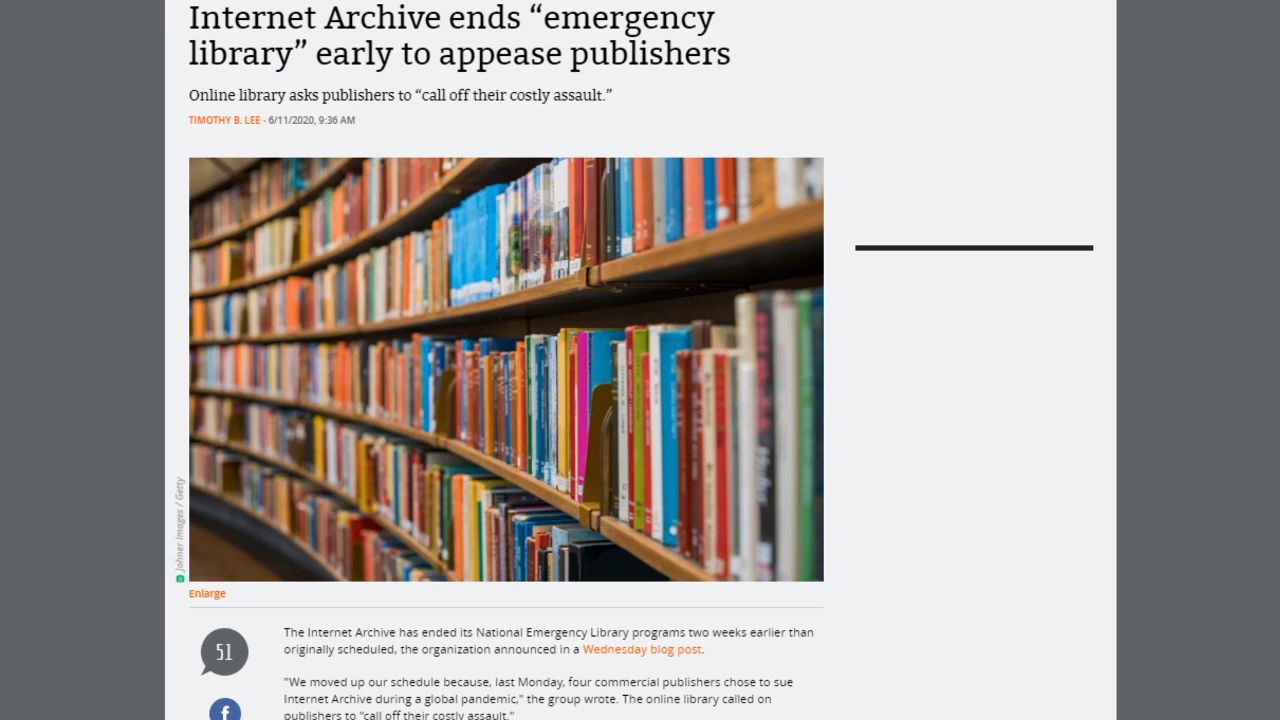 Internet Archive ends “emergency
library” early to appease publishers
Online library asks publishers to “call off their costly assault.”
TIMOTHY B. LEE - 6/11/2020, 9:36 AM
Johner Images / Getty
Enlarge
51
The Internet Archive has ended its National Emergency Library programs two weeks earlier than
originally scheduled, the organization announced in a Wednesday blog post.
"We moved up our schedule because, last Monday, four commercial publishers chose to sue
Internet Archive during a global pandemic," the group wrote. The online library called on
publishers to "call off their costly assault."